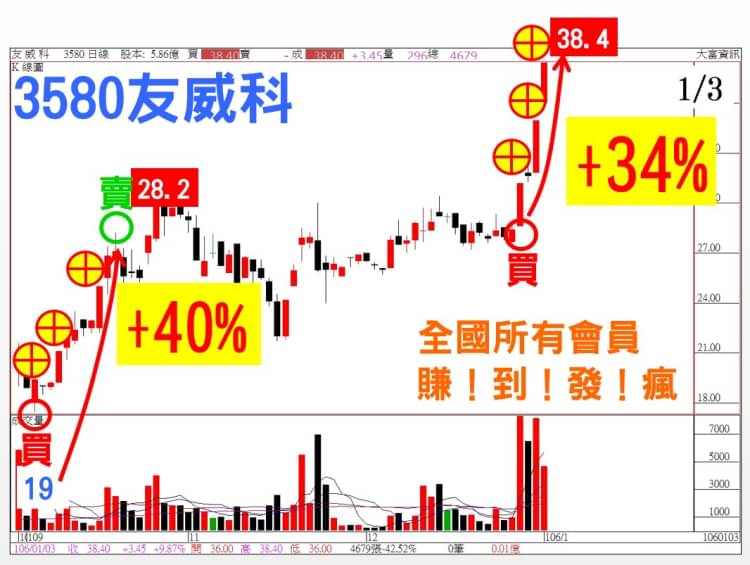 友威科 3580 日線 股本: 5.86億 買 38.40 賣 - 成 38.40 +3.45 量 296 總 4679 大富資訊
K 線圖
3580友威科
38.4
1/3
+34%
賣
28.2
買
27.00
+40%
24.00
全國所有會員
21.00
賺！到！發！瘋
18.00
成交量
買
7000
5000
19
3000
1000
11
12
106/1
1060103
106/01/03 收 38.40 +3.45 +9.87% 開 36.00 高 38.40 低 36.00 4679張-42.52% 0筆 0.01億